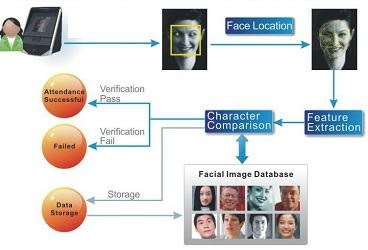 Face Location
Verification
Pass
Attendance
Successful
Character
Comparison
Feature
Extraction
Verification
Fail
Failed
Facial Image Database
Storage
Data
Storage